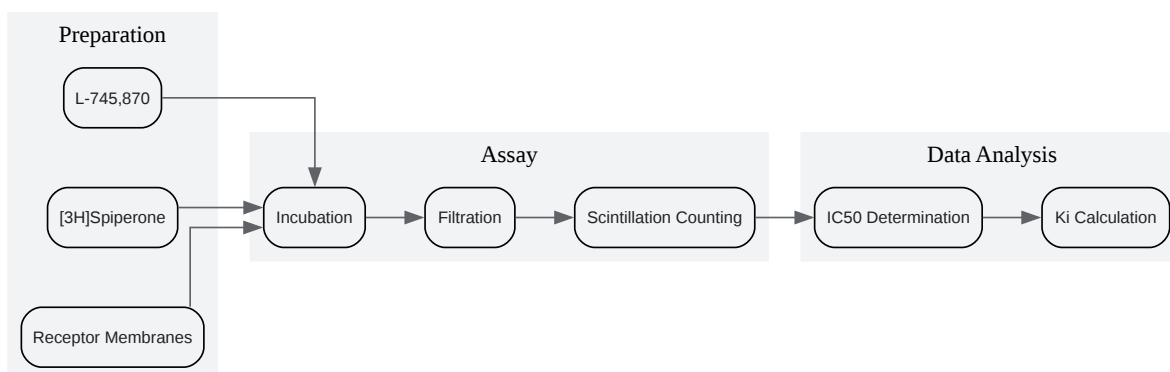 Preparation
L-745,870
[3H]Spiperone
Receptor Membranes
Assay
Incubation
Filtration
Scintillation Counting
Data Analysis
IC50 Determination
Ki Calculation